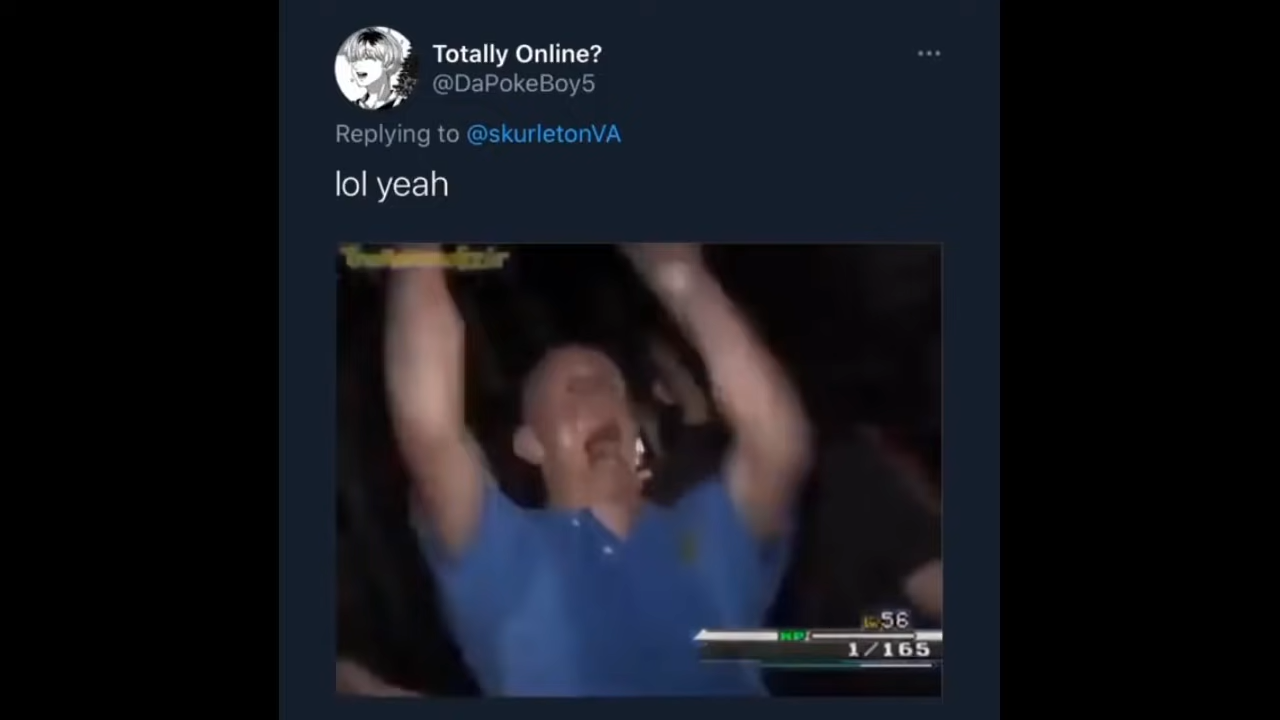 Totally Online?
@DaPokeBoy5
Replying to @skurletonVA
lol yeah
56
HP
1/165